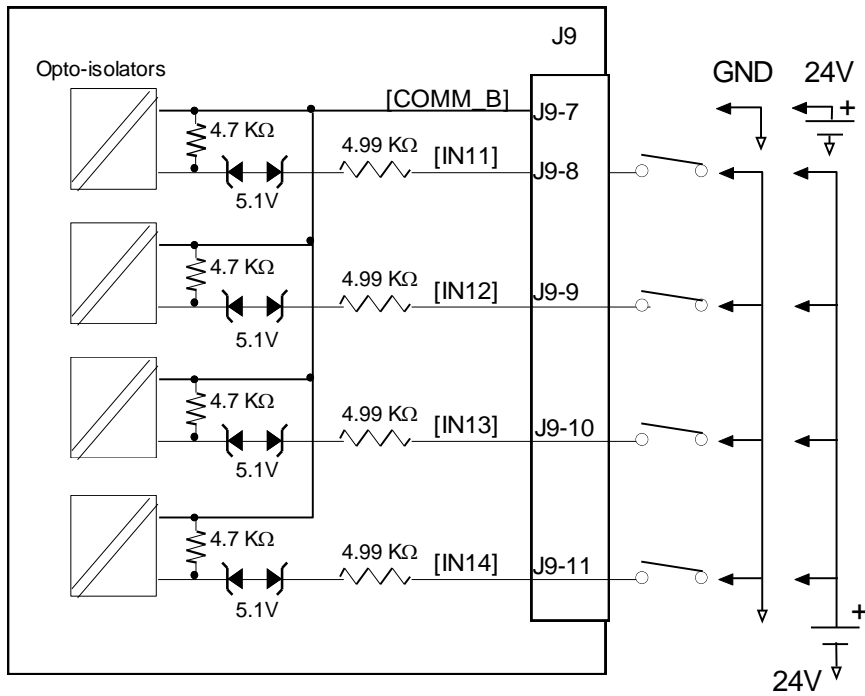 J9
Opto-isolators
GND 24V
[COMM_B] J9-7 +
4.7 KΩ
4.99 KΩ [IN11] J9-8
5.1V
4.7 KΩ
4.99 KΩ [IN12] J9-9
5.1V
4.7 KΩ
4.99 KΩ [IN13] J9-10
5.1V
4.7 KΩ
4.99 KΩ [IN14] J9-11
5.1V
+
24V